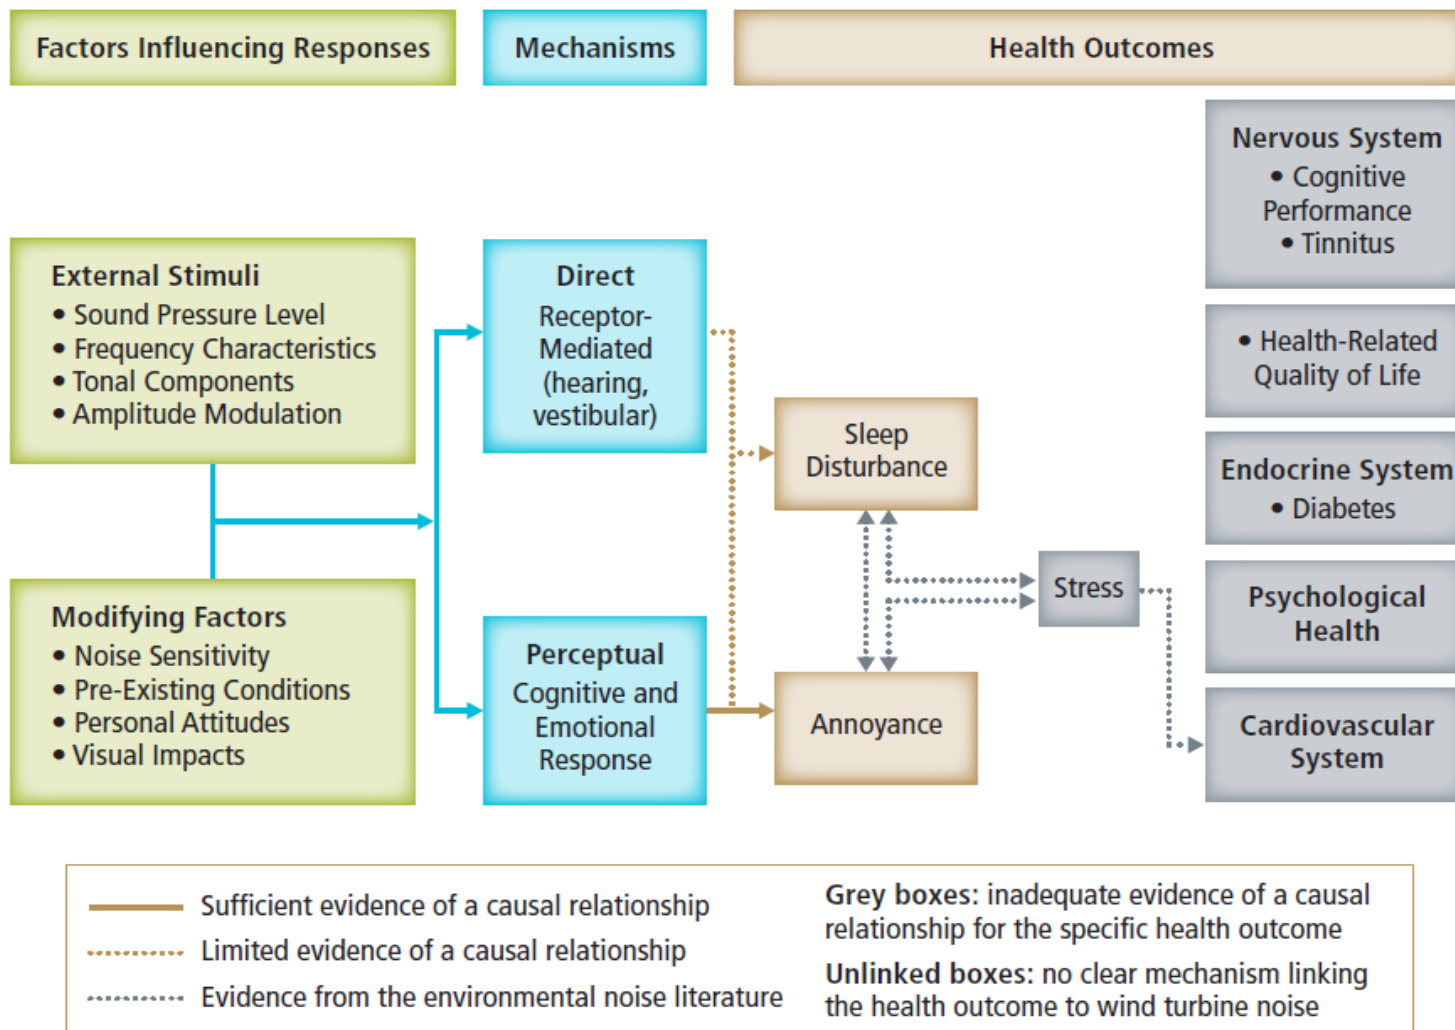 Factors Influencing Responses
Mechanisms
Health Outcomes
External Stimuli
• Sound Pressure Level
• Frequency Characteristics
• Tonal Components
• Amplitude Modulation
Modifying Factors
• Noise Sensitivity
• Pre-Existing Conditions
• Personal Attitudes
• Visual Impacts
Direct
Receptor-
Mediated
(hearing,
vestibular)
Perceptual
Cognitive and
Emotional
Response
Sleep
Disturbance
Annoyance
Stress
Nervous System
• Cognitive
Performance
• Tinnitus
• Health-Related
Quality of Life
Endocrine System
• Diabetes
Psychological
Health
Cardiovascular
System
Sufficient evidence of a causal relationship
Limited evidence of a causal relationship
Evidence from the environmental noise literature
Grey boxes: inadequate evidence of a causal
relationship for the specific health outcome
Unlinked boxes: no clear mechanism linking
the health outcome to wind turbine noise